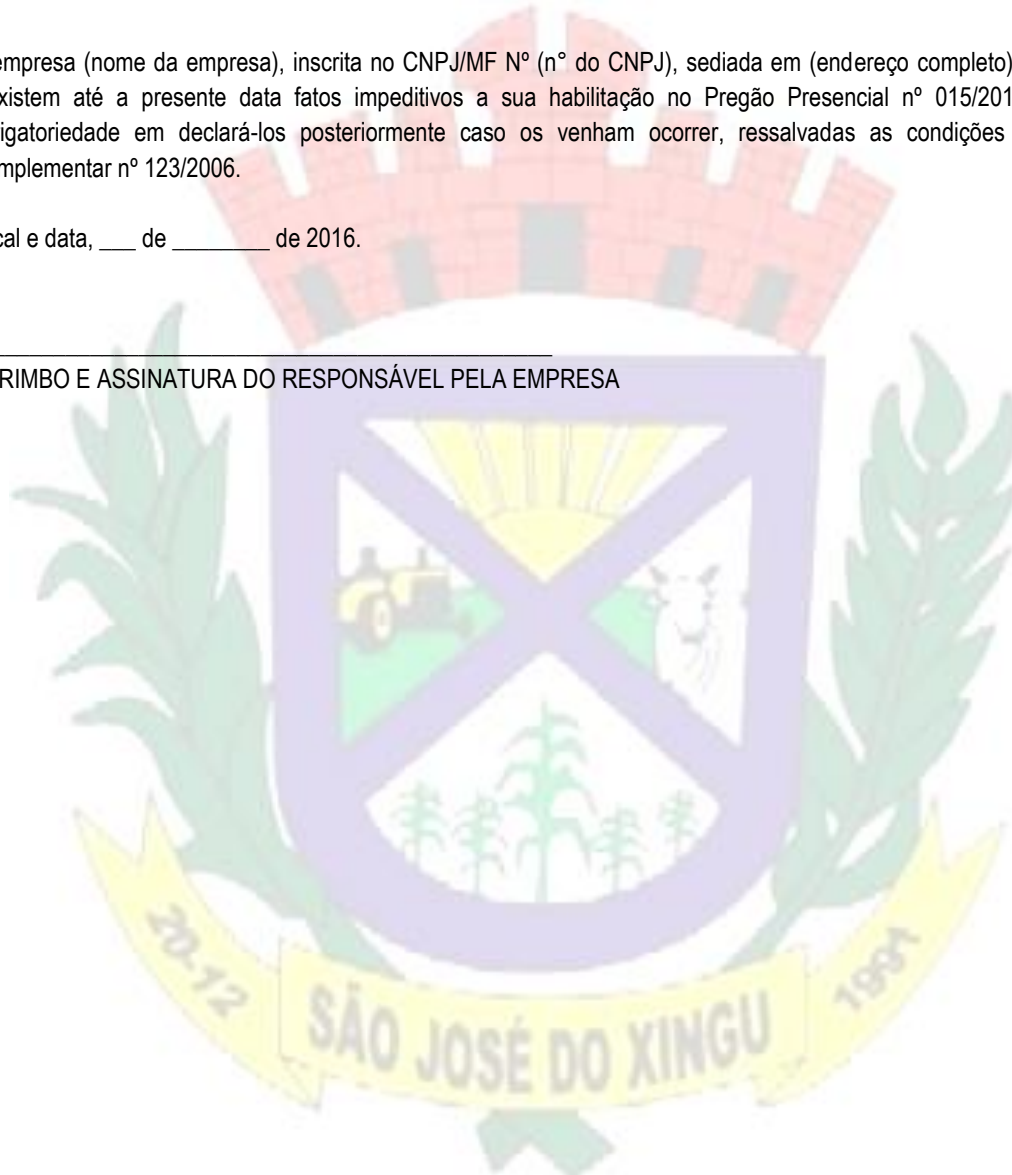 empresa (nome da empresa), inscrita no CNPJ/MF Nº (n° do CNPJ), sediada em (endereço completo)
xistem até a presente data fatos impeditivos a sua habilitação no Pregão Presencial nº 015/201
igatoriedade em declará-los posteriormente caso os venham ocorrer, ressalvadas as condições
mplementar nº 123/2006.
cal e data, ___ de ________ de 2016.
______________________________________________
RIMBO E ASSINATURA DO RESPONSÁVEL PELA EMPRESA
20-12
SÃO JOSÉ DO XINGU
1991